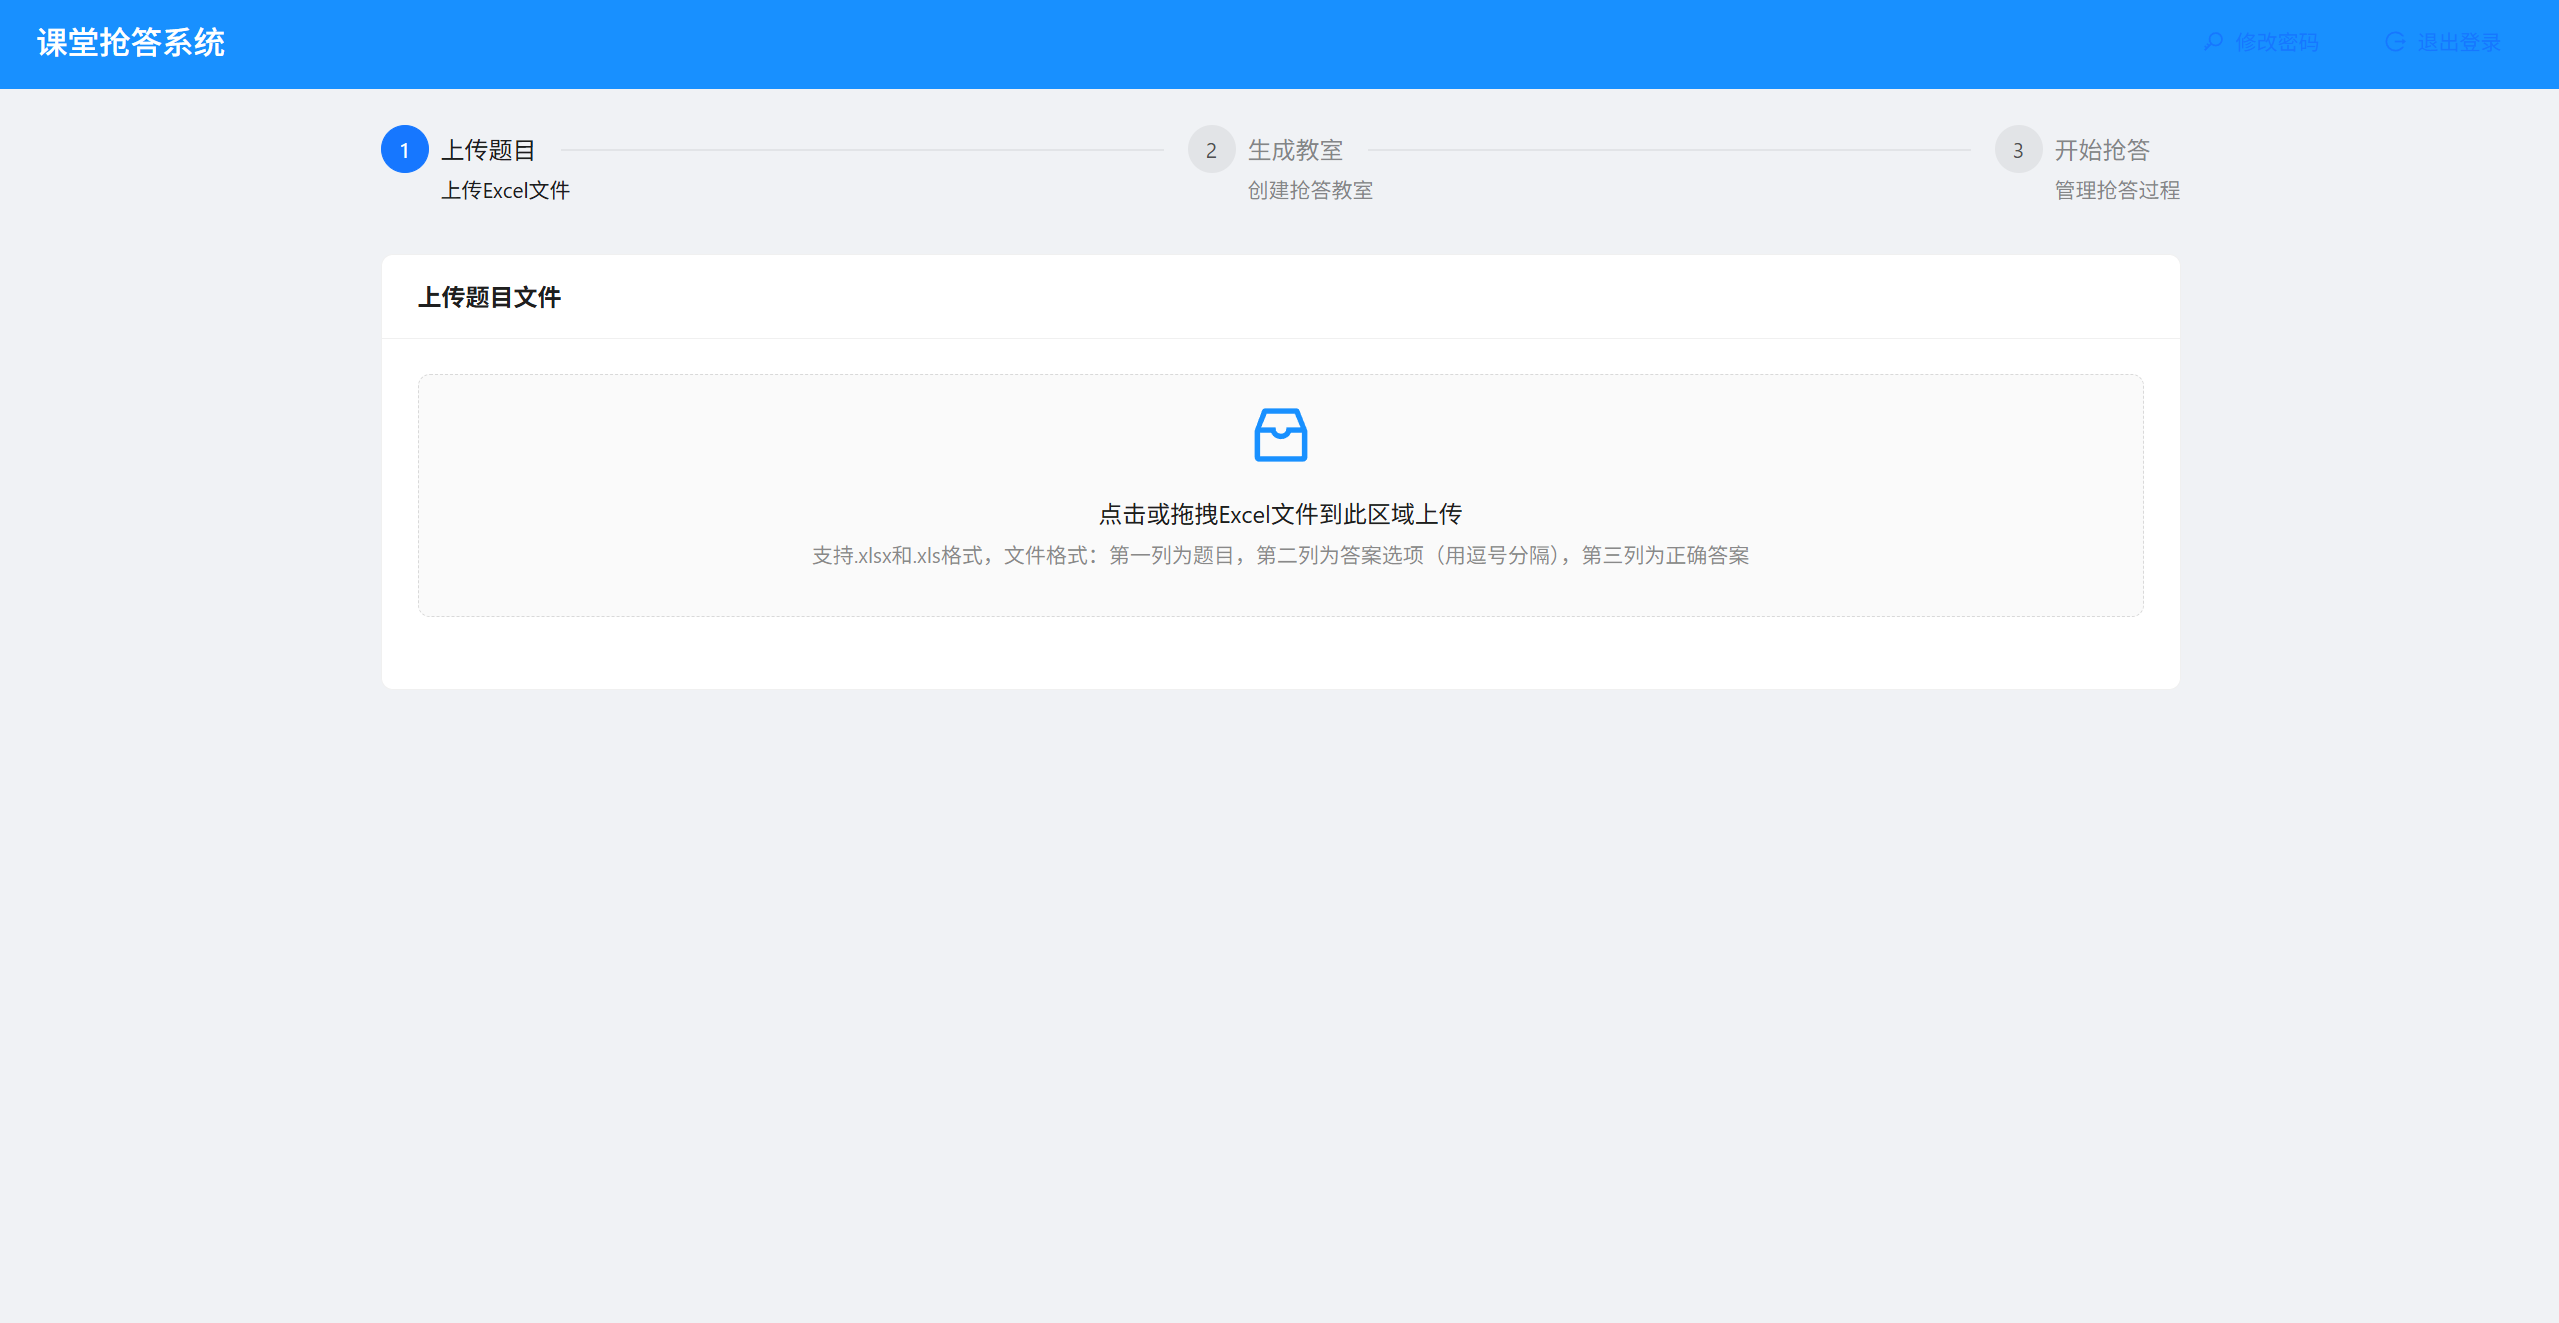 课堂抢答系统
修改密码
退出登录
1 上传题目
上传Excel文件
2 生成教室
创建抢答教室
3 开始抢答
管理抢答过程
上传题目文件
点击或拖拽Excel文件到此区域上传
支持.xlsx和.xls格式，文件格式：第一列为题目，第二列为答案选项（用逗号分隔），第三列为正确答案